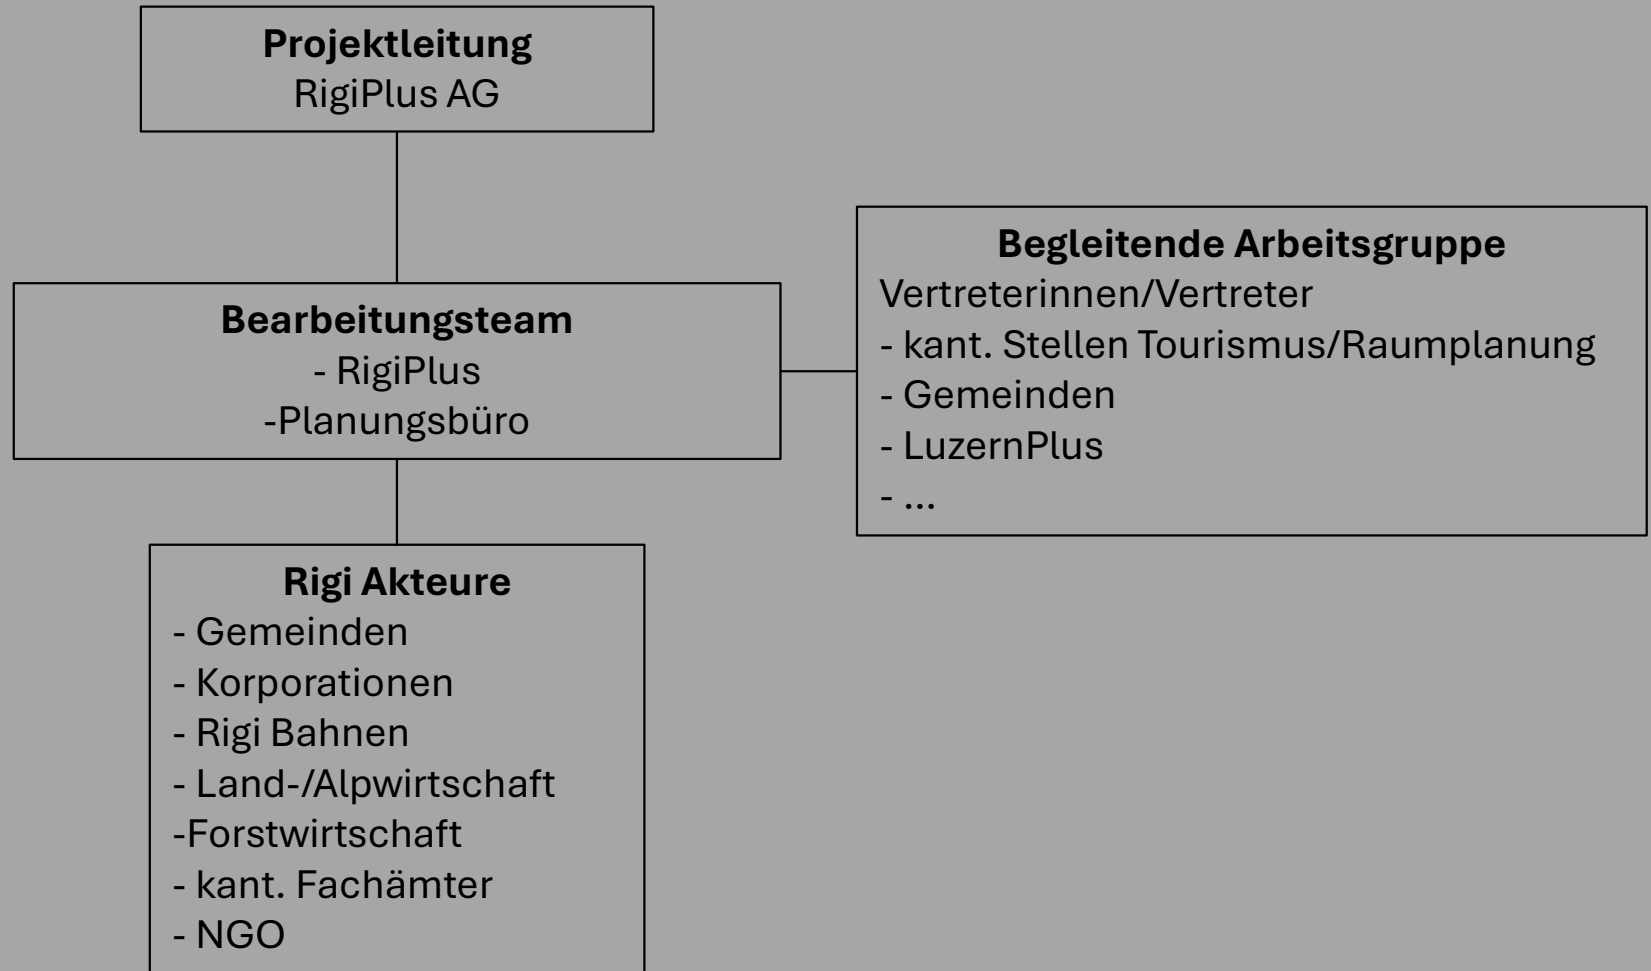 Projektleitung
RigiPlus AG
Bearbeitungsteam
- RigiPlus
-Planungsbüro
Begleitende Arbeitsgruppe
Vertreterinnen/Vertreter
- kant. Stellen Tourismus/Raumplanung
- Gemeinden
- LuzernPlus
- ...
Rigi Akteure
- Gemeinden
- Korporationen
- Rigi Bahnen
- Land-/Alpwirtschaft
-Forstwirtschaft
- kant. Fachämter
- NGO